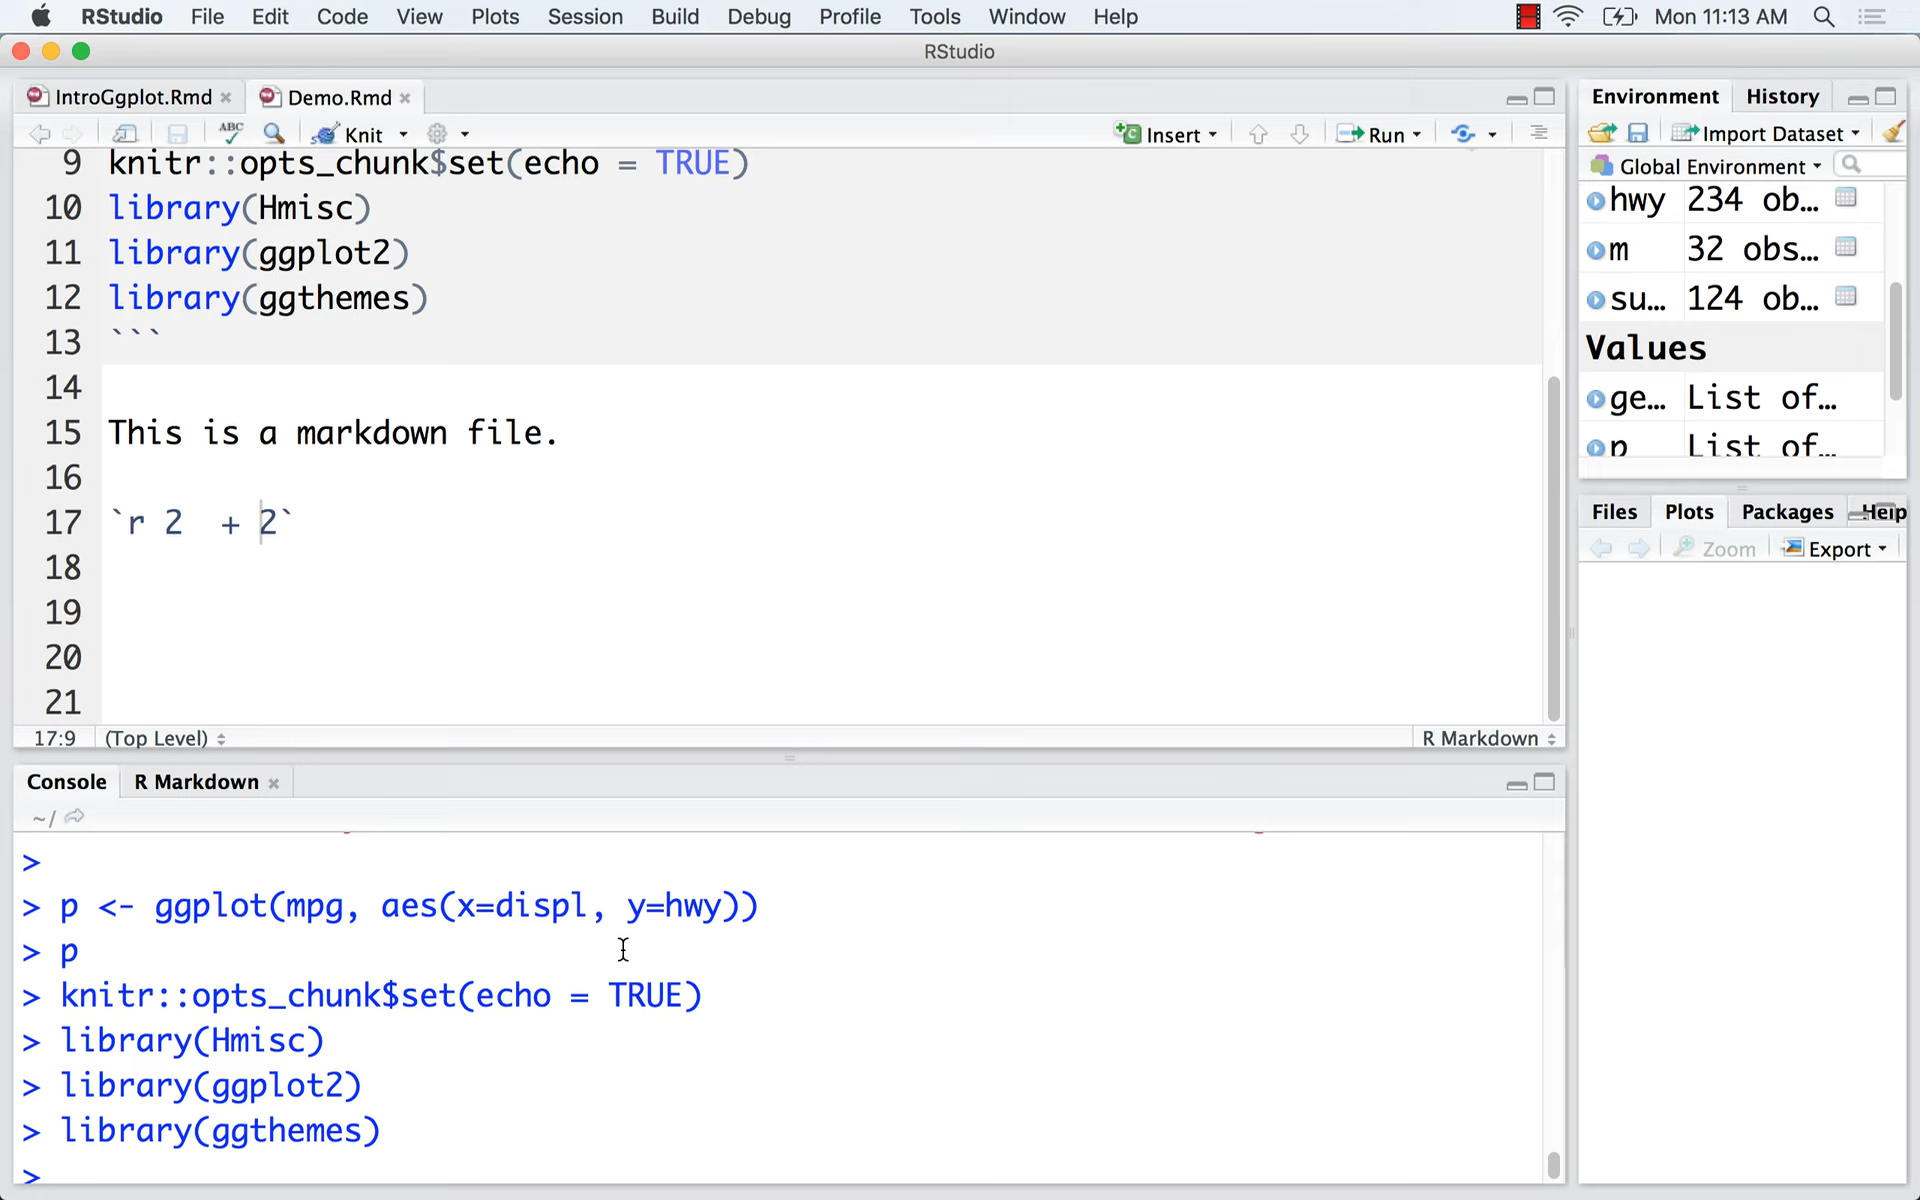 RStudio File Edit Code View Plots Session Build Debug Profile Tools Window Help Mon 11:13 AM
RStudio
IntroGgplot.Rmd Demo.Rmd
ABC Knit Insert Run
9 knitr::opts_chunk$set(echo = TRUE)
10 library(Hmisc)
11 library(ggplot2)
12 library(ggthemes)
13 ```
14
15 This is a markdown file.
16
17 `r 2  + 2`
18
19
20
21
17:9 (Top Level) R Markdown
Console R Markdown
~/
>
> p <- ggplot(mpg, aes(x=displ, y=hwy))
> p
> knitr::opts_chunk$set(echo = TRUE)
> library(Hmisc)
> library(ggplot2)
> library(ggthemes)
>
Environment History
Import Dataset
Global Environment
hwy 234 ob...
m 32 obs...
su... 124 ob...
Values
ge... List of...
p List of...
Files Plots Packages Help
Zoom Export